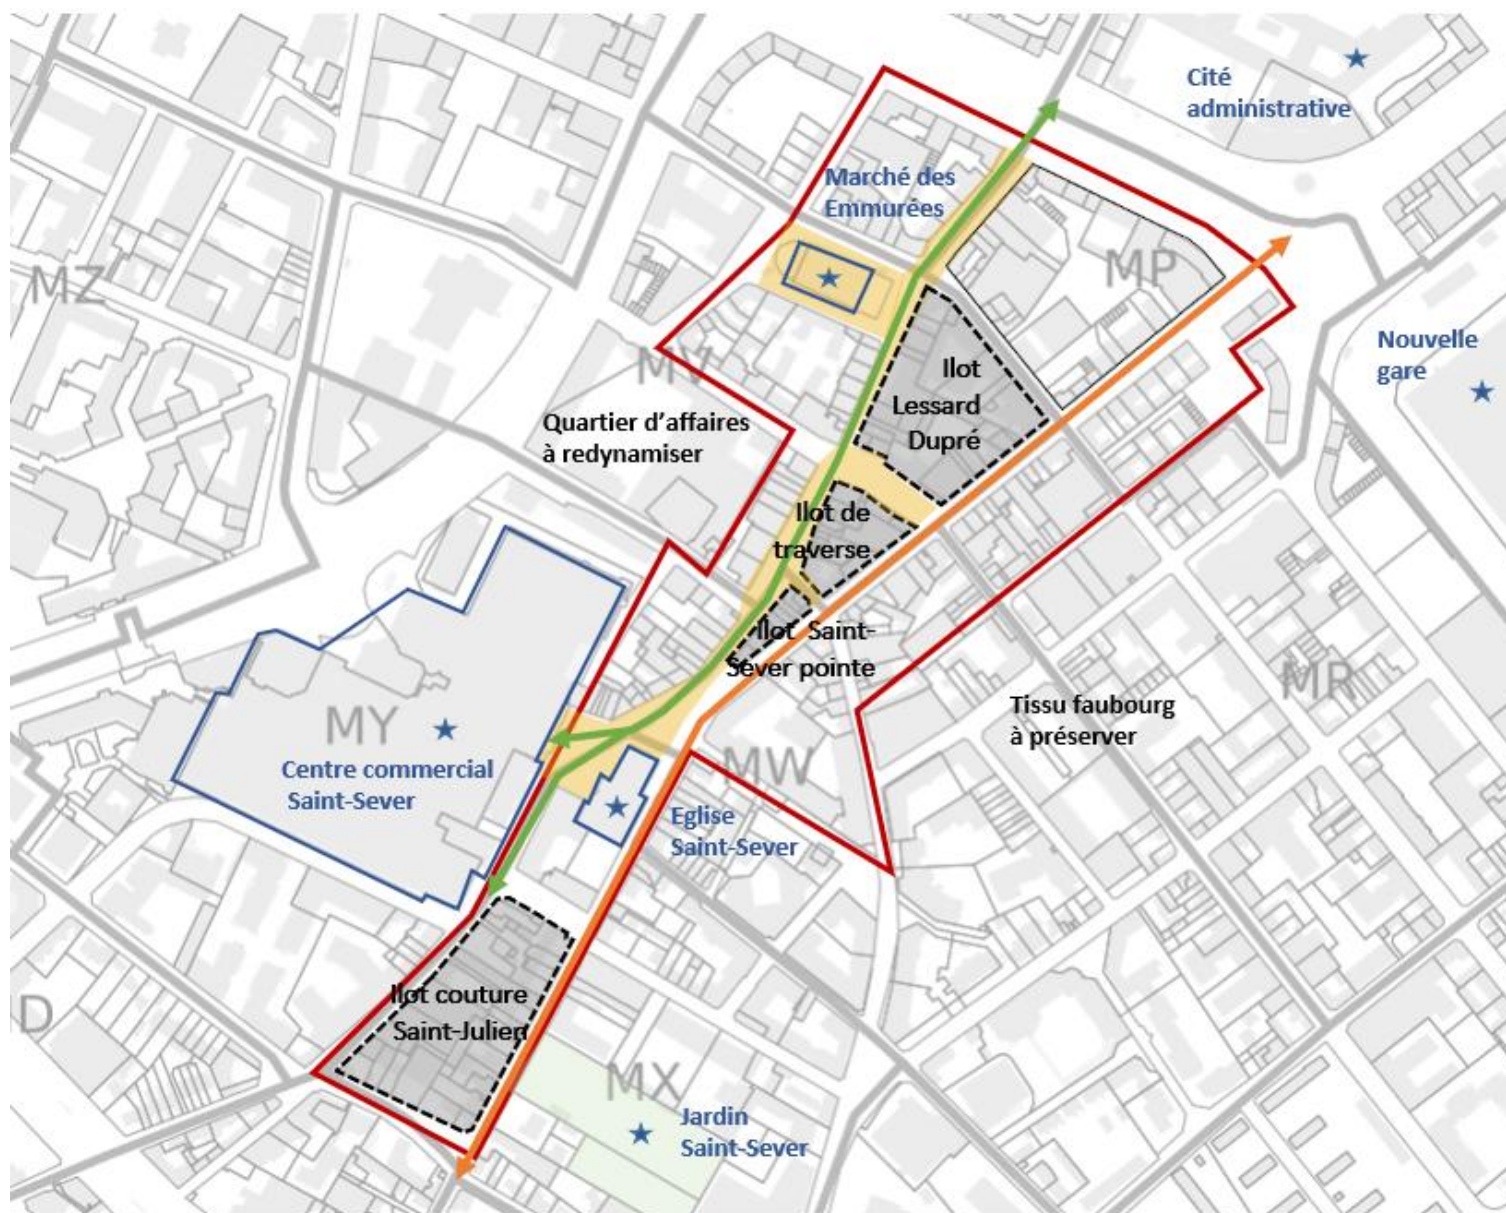 Cité
administrative
Marché des
Emmurées
MP
MZ
Nouvelle
gare
MV
Ilot
Lessard
Dupré
Quartier d’affaires
à redynamiser
Ilot de
traverse
Ilot Saint-
Sever pointe
MR
Tissu faubourg
à préserver
MY
MW
Centre commercial
Saint-Sever
Eglise
Saint-Sever
Ilot couture
Saint-Julien
D
MX
Jardin
Saint-Sever